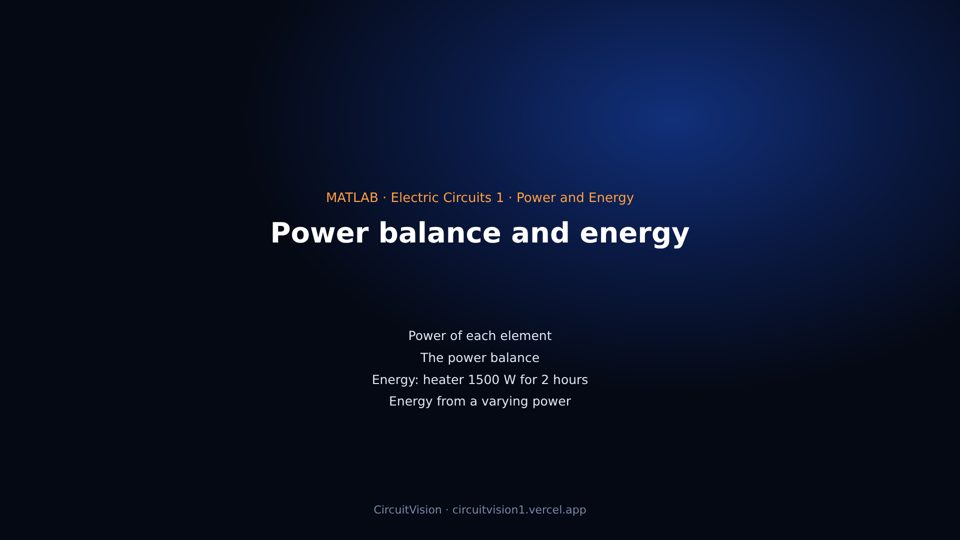 MATLAB · Electric Circuits 1 · Power and Energy
Power balance and energy
Power of each element
The power balance
Energy: heater 1500 W for 2 hours
Energy from a varying power
CircuitVision · circuitvision1.vercel.app